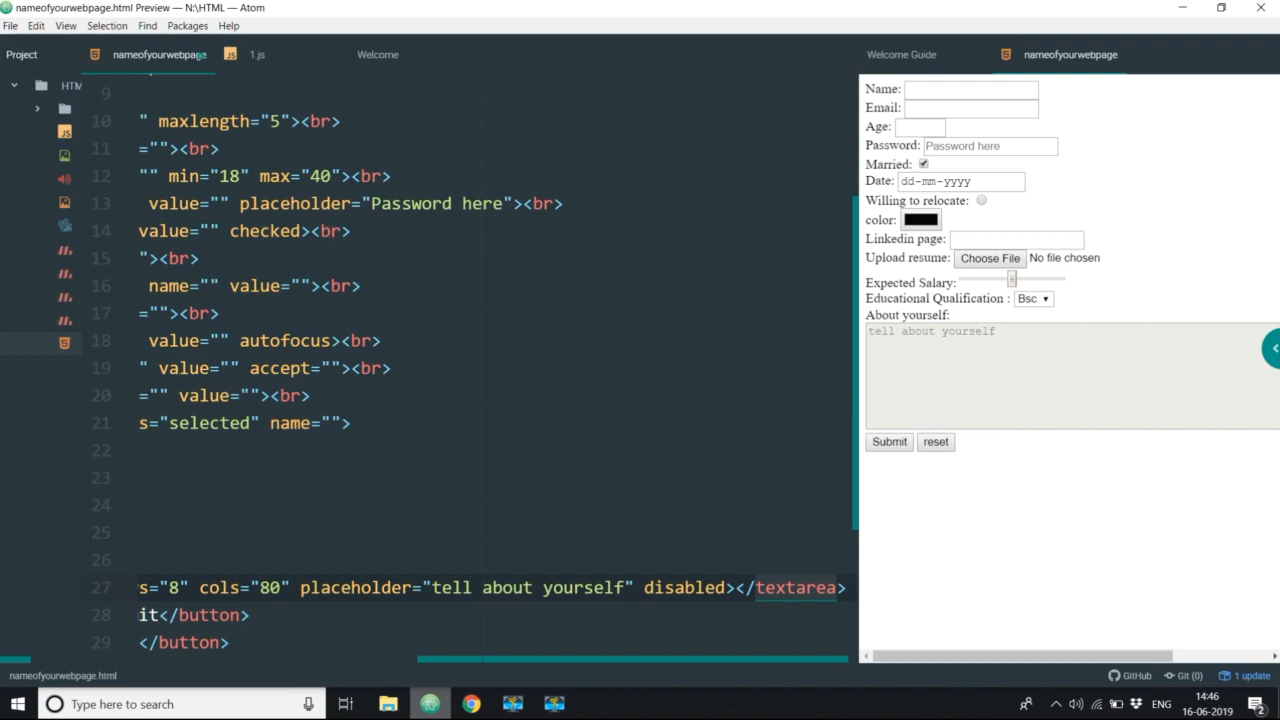 nameofyourwebpage.html Preview — N:\HTML — Atom
File Edit View Selection Find Packages Help
Project nameofyourwebpage 1.js Welcome
HTM
9
10 " maxlength="5"><br>
11 =""><br>
12 "" min="18" max="40"><br>
13 value="" placeholder="Password here"><br>
14 value="" checked><br>
15 "><br>
16 name="" value=""><br>
17 =""><br>
18 value="" autofocus><br>
19 " value="" accept=""><br>
20 ="" value=""><br>
21 s="selected" name="">
22
23
24
25
26
27 s="8" cols="80" placeholder="tell about yourself" disabled></textarea>
28 it</button>
29 </button>
Welcome Guide nameofyourwebpage
Name:
Email:
Age:
Password: Password here
Married:
Date: dd-mm-yyyy
Willing to relocate:
color:
Linkedin page:
Upload resume: Choose File No file chosen
Expected Salary:
Educational Qualification : Bsc
About yourself:
tell about yourself
Submit reset
nameofyourwebpage.html GitHub Git (0) 1 update
Type here to search ENG 14:46
16-06-2019 2